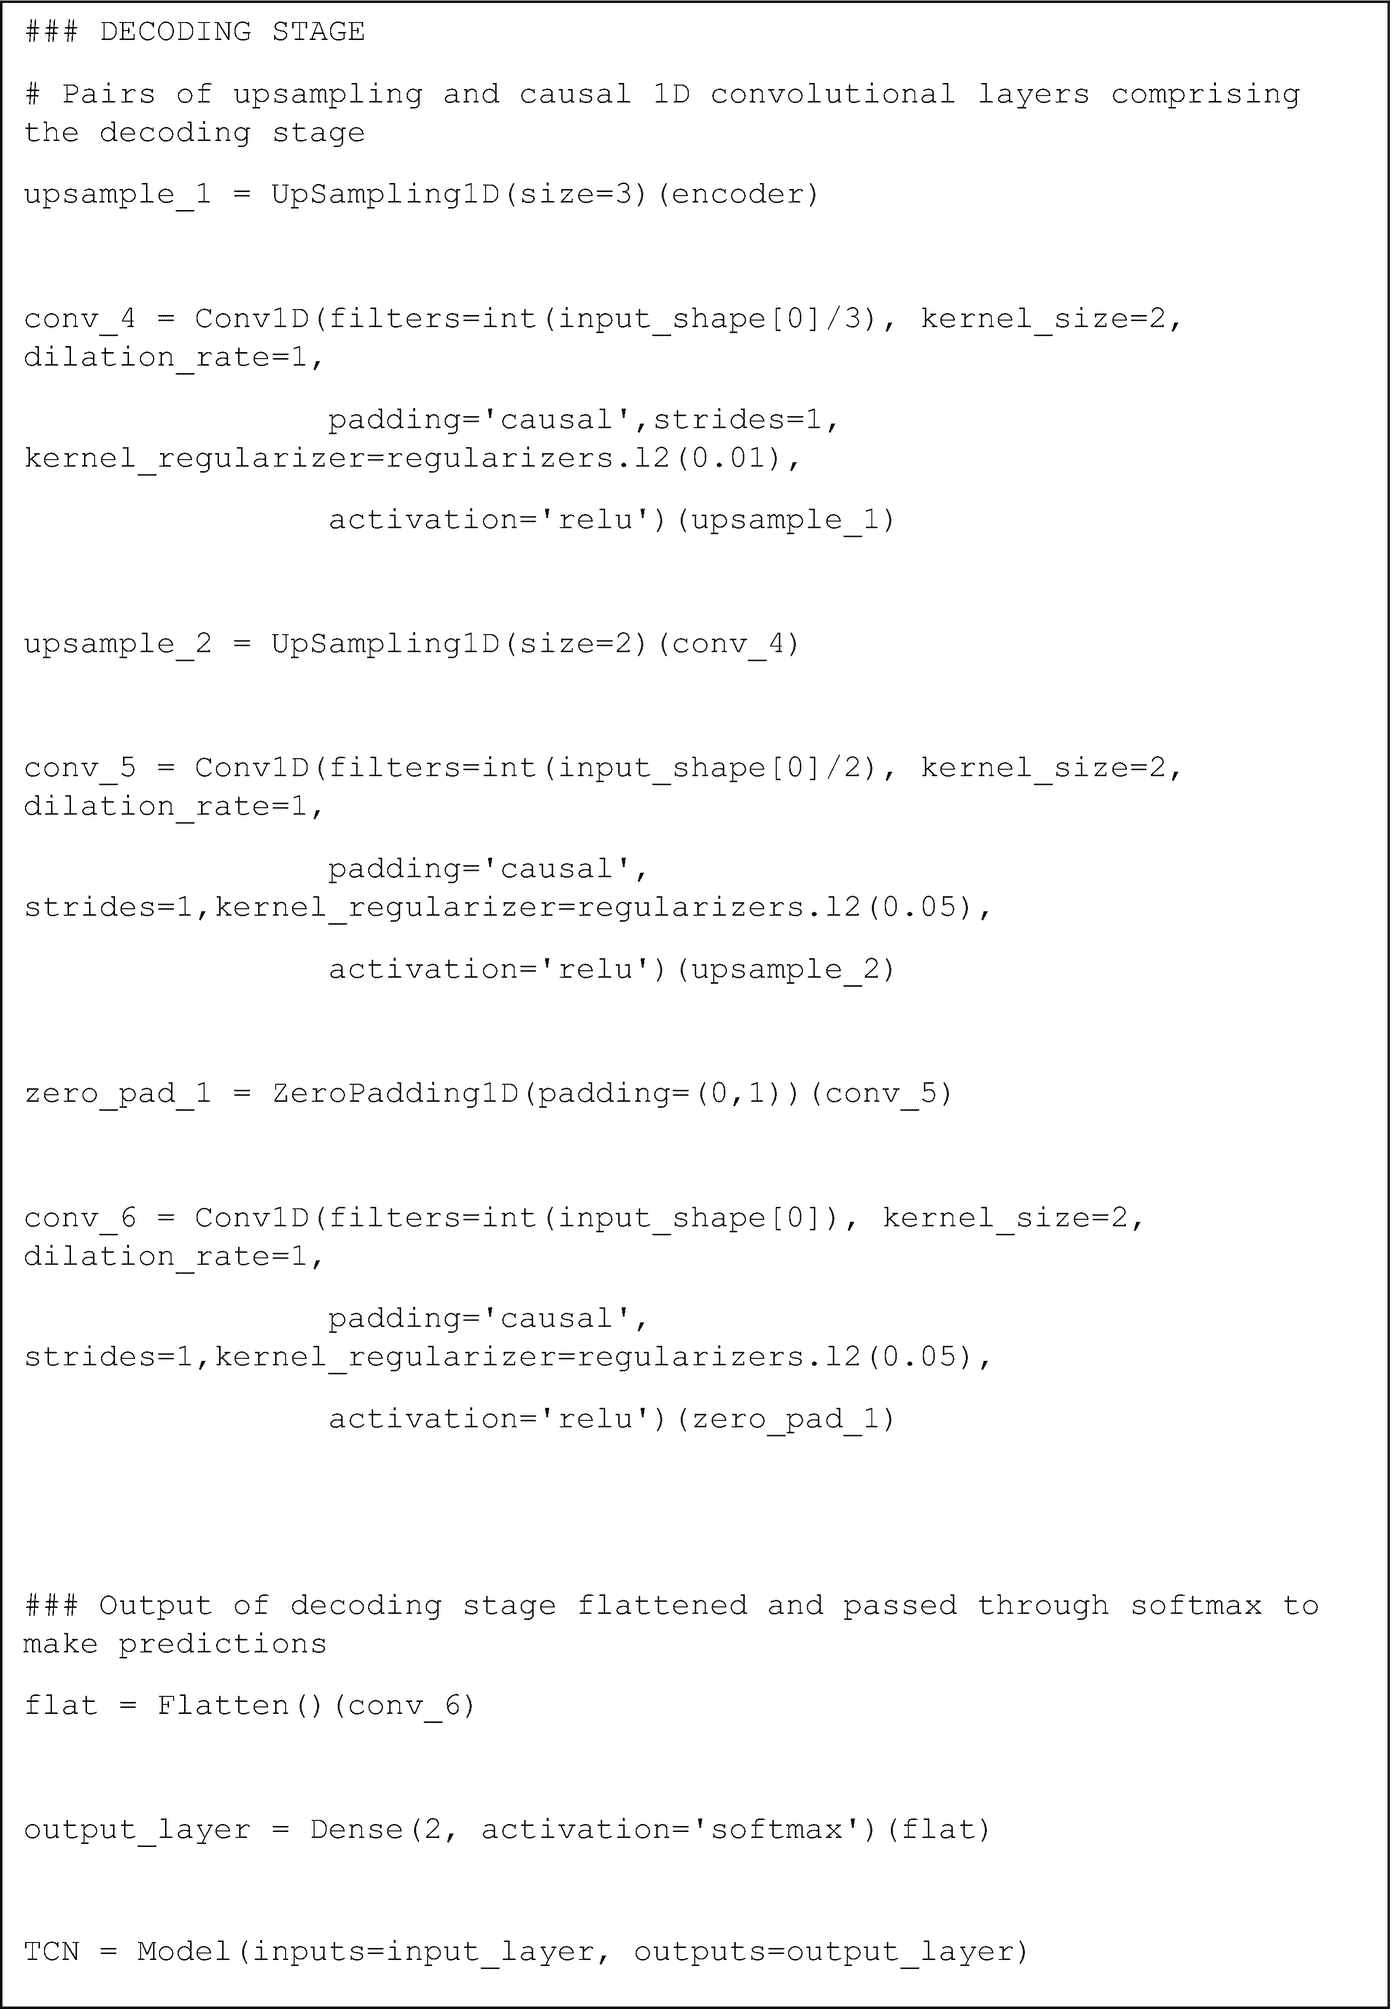 ### DECODING STAGE
# Pairs of upsampling and causal 1D convolutional layers comprising
the decoding stage
upsample_1 = UpSampling1D(size=3)(encoder)
conv_4 = Conv1D(filters=int(input_shape[0]/3), kernel_size=2,
dilation_rate=1,
padding='causal',strides=1,
kernel_regularizer=regularizers.l2(0.01),
activation='relu')(upsample_1)
upsample_2 = UpSampling1D(size=2)(conv_4)
conv_5 = Conv1D(filters=int(input_shape[0]/2), kernel_size=2,
dilation_rate=1,
padding='causal',
strides=1,kernel_regularizer=regularizers.l2(0.05),
activation='relu')(upsample_2)
zero_pad_1 = ZeroPadding1D(padding=(0,1))(conv_5)
conv_6 = Conv1D(filters=int(input_shape[0]), kernel_size=2,
dilation_rate=1,
padding='causal',
strides=1,kernel_regularizer=regularizers.l2(0.05),
activation='relu')(zero_pad_1)
### Output of decoding stage flattened and passed through softmax to
make predictions
flat = Flatten()(conv_6)
output_layer = Dense(2, activation='softmax')(flat)
TCN = Model(inputs=input_layer, outputs=output_layer)